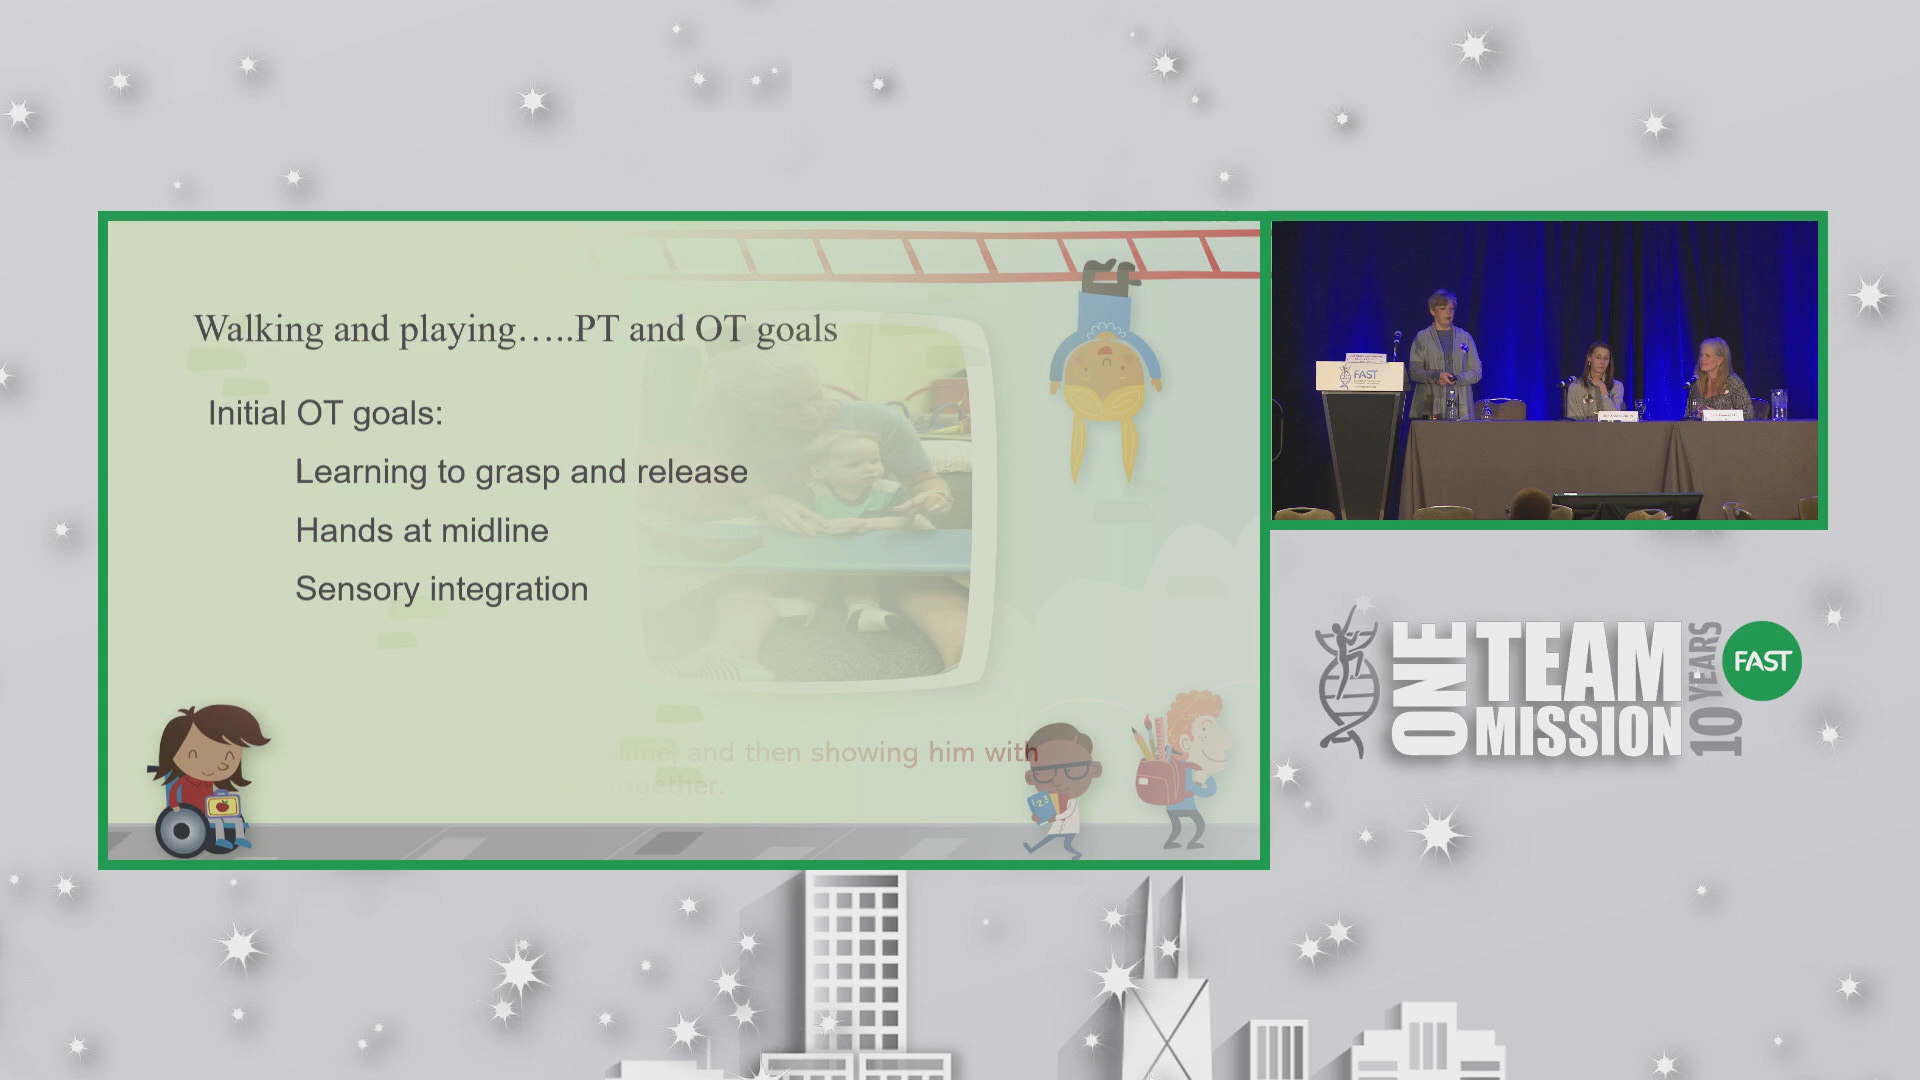 Walking and playing…..PT and OT goals
Initial OT goals:
Learning to grasp and release
Hands at midline
Sensory integration
and then showing him with
together.
FAST
ONE TEAM MISSION
10 YEARS
FAST